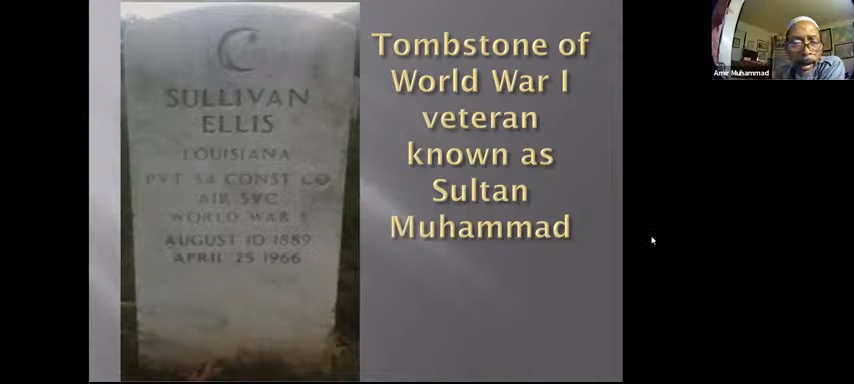 SULLIVAN
ELLIS
LOUISIANA
PVT 54 CONST CO
AIR SVC
WORLD WAR I
AUGUST 10 1889
APRIL 25 1966
Tombstone of
World War I
veteran
known as
Sultan
Muhammad
Amir Muhammad